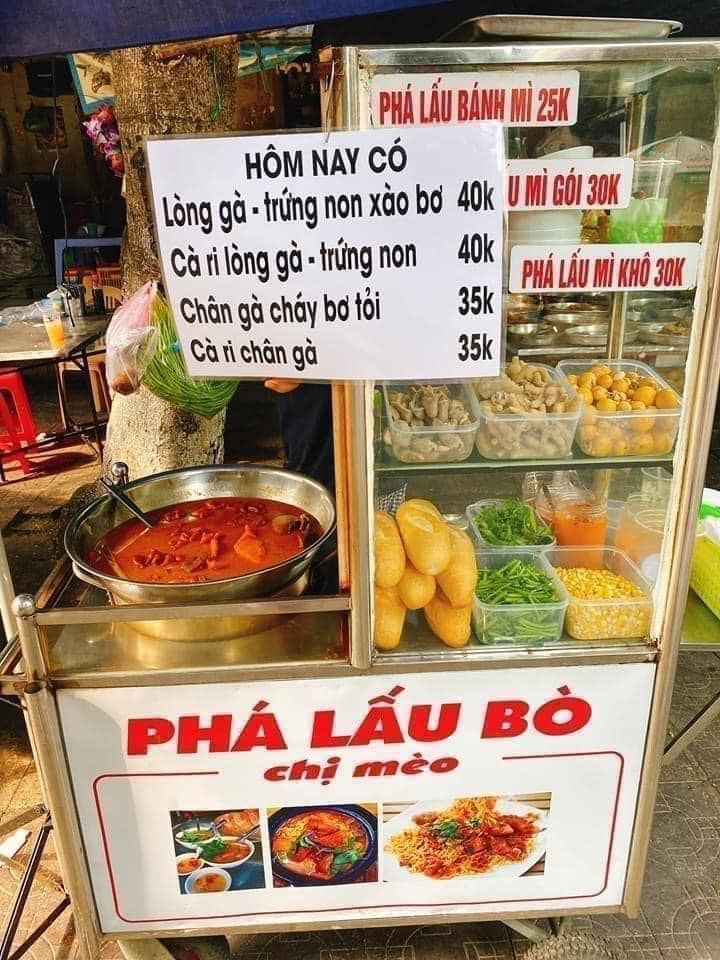 PHÁ LẤU BÁNH MÌ 25K
U MÌ GÓI 30K
PHÁ LẤU MÌ KHÔ 30K
HÔM NAY CÓ
Lòng gà - trứng non xào bơ 40k
Cà ri lòng gà - trứng non 40k
Chân gà cháy bơ tỏi 35k
Cà ri chân gà 35k
PHÁ LẤU BÒ
chị mèo